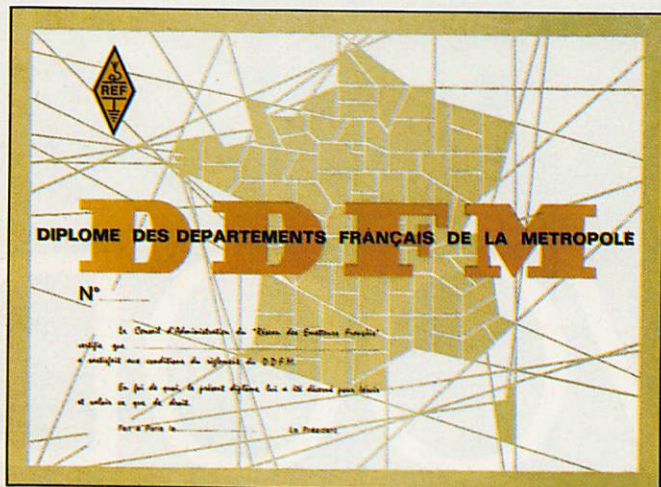 REF
DDFM
DIPLOME DES DEPARTEMENTS FRANÇAIS DE LA METROPOLE
N°
Le Conseil d'Administration du "Réseau des Emetteurs Français"
certifie que
a satisfait aux conditions du règlement du D.D.F.M.
En foi de quoi, le présent diplôme lui a été décerné pour servir
et valoir ce que de droit.
Fait à Paris le Le Président